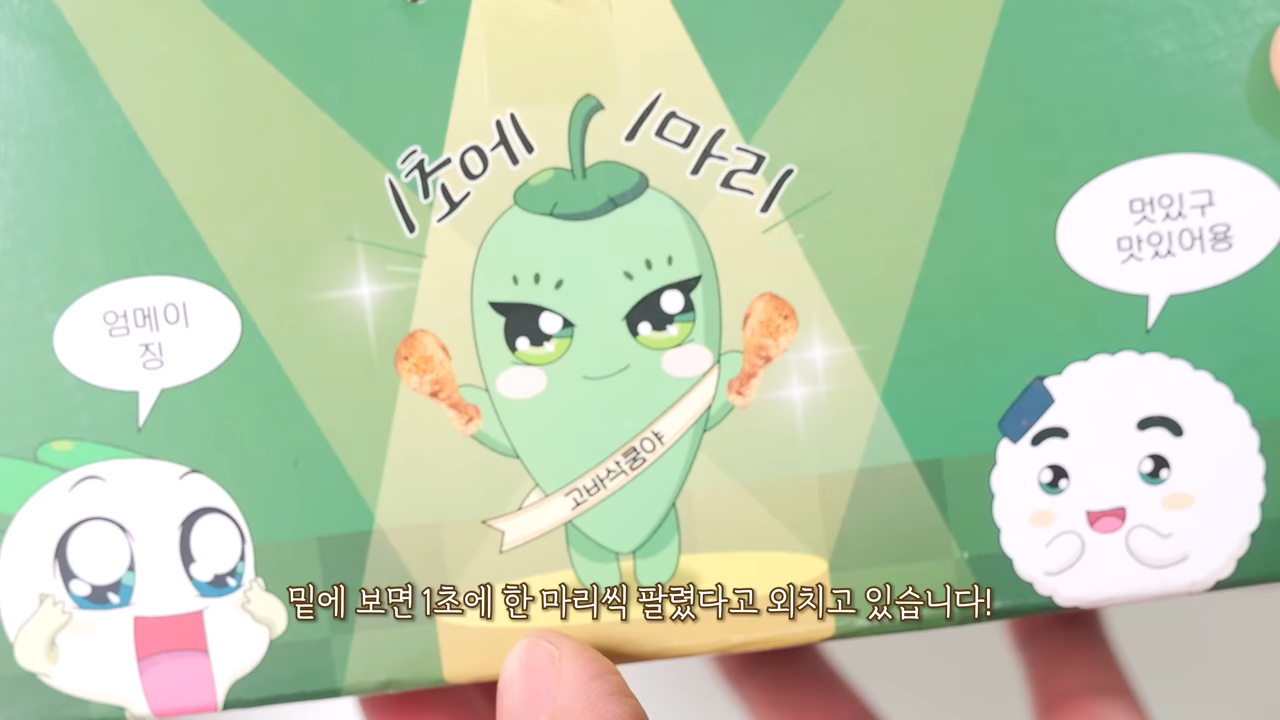 1초에 1마리
멋있구
맛있어용
엄메이
징
고바삭쿵야
밑에 보면 1초에 한 마리씩 팔렸다고 외치고 있습니다!